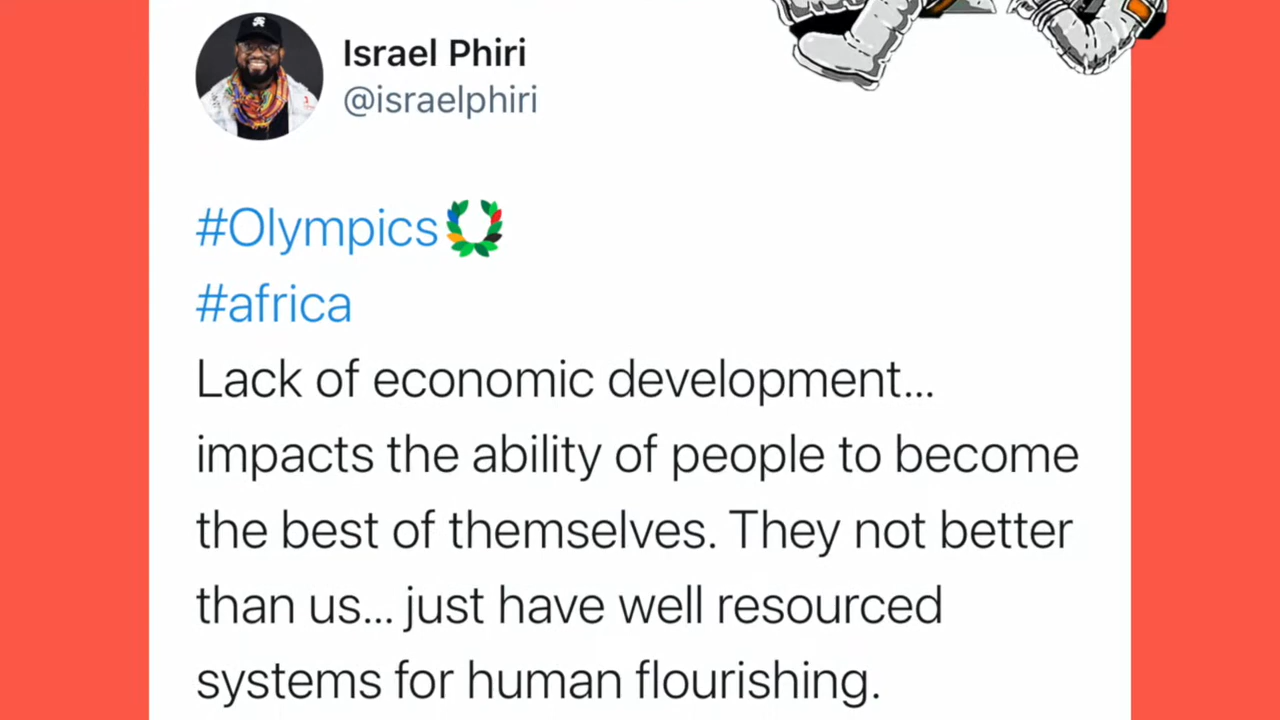 Israel Phiri
@israelphiri
#Olympics
#africa
Lack of economic development...
impacts the ability of people to become
the best of themselves. They not better
than us... just have well resourced
systems for human flourishing.